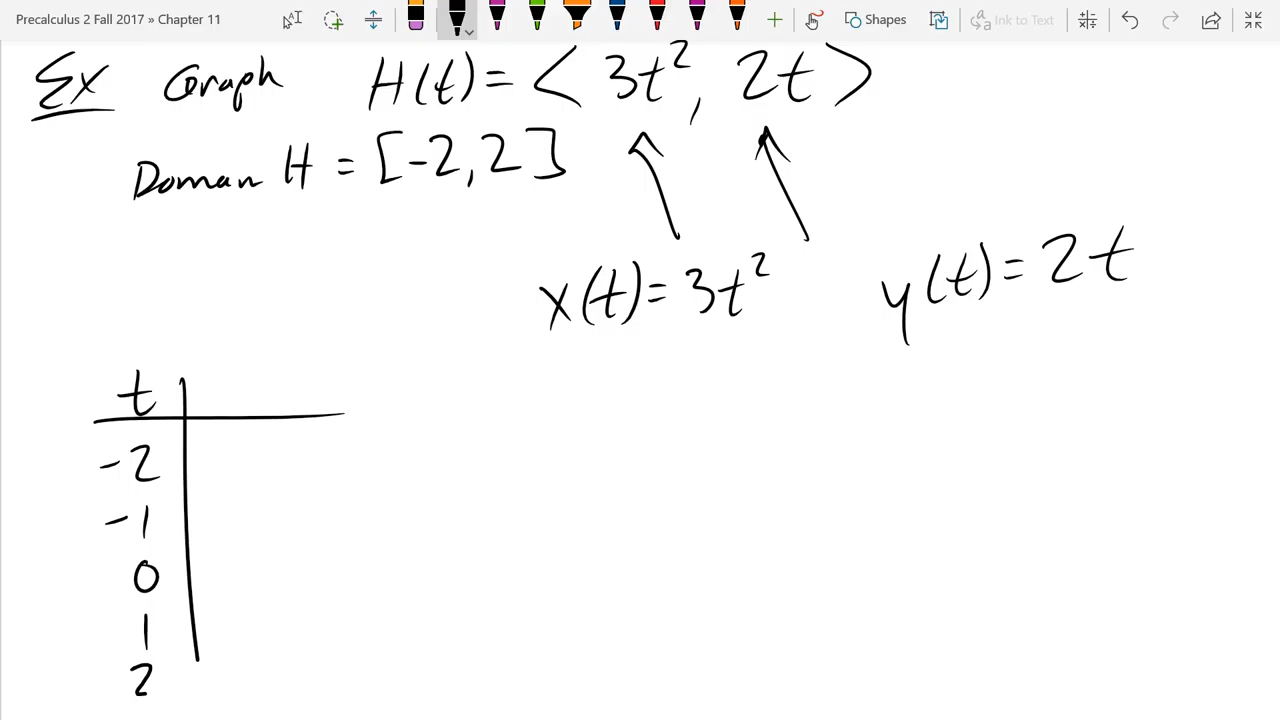 Precalculus 2 Fall 2017 » Chapter 11
Shapes
Ink to Text
Ex Graph H(t) = < 3t², 2t >
Doman H = [-2, 2]
x(t) = 3t² y(t) = 2t
t
-2
-1
0
1
2